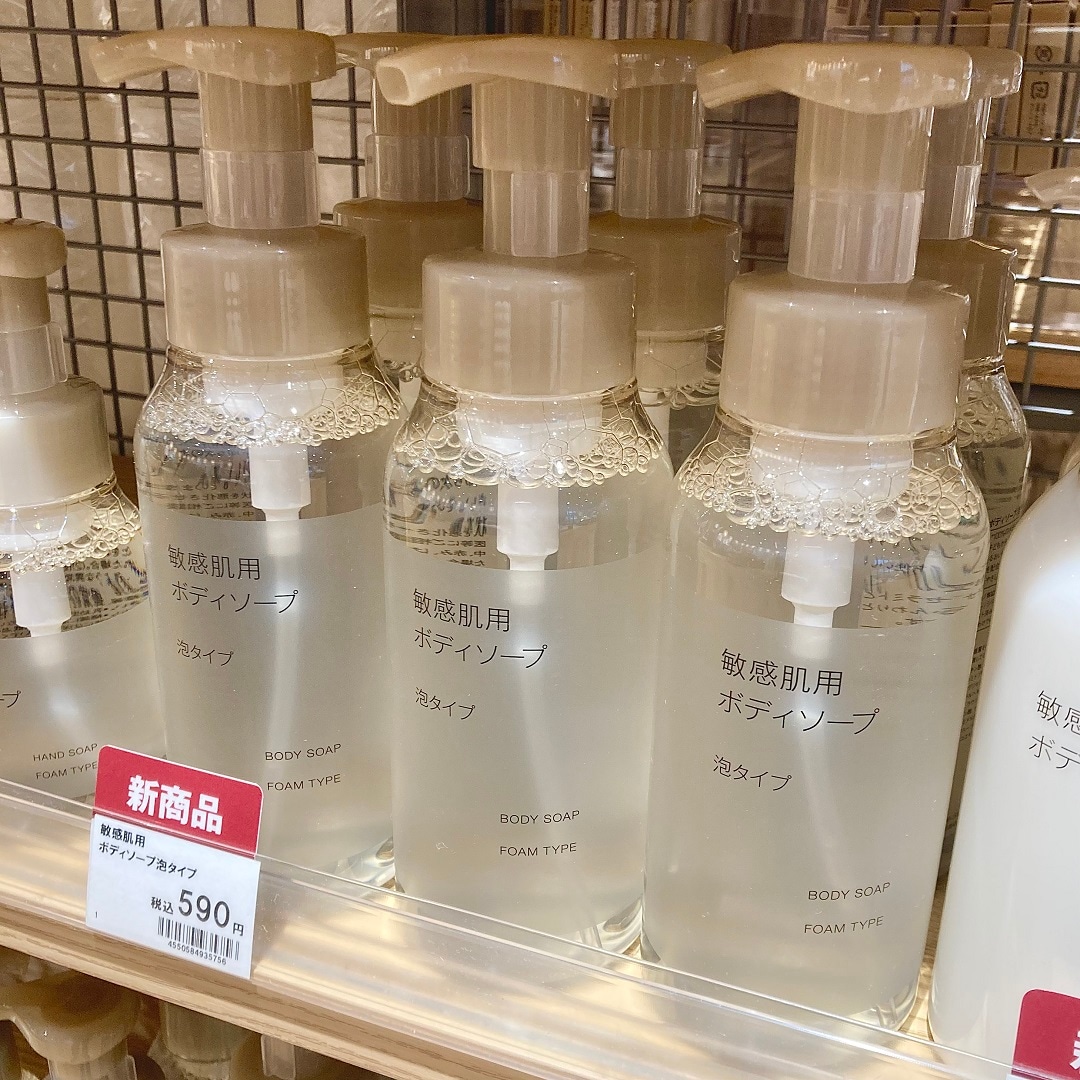 敏感肌用
ボディソープ
泡タイプ
BODY SOAP
FOAM TYPE
敏感肌用
ボディソープ
泡タイプ
BODY SOAP
FOAM TYPE
敏感肌用
ボディソープ
泡タイプ
BODY SOAP
FOAM TYPE
HAND SOAP
FOAM TYPE
敏感
ボデ
新商品
敏感肌用
ボディソープ泡タイプ
税込590円
1
4550584935756